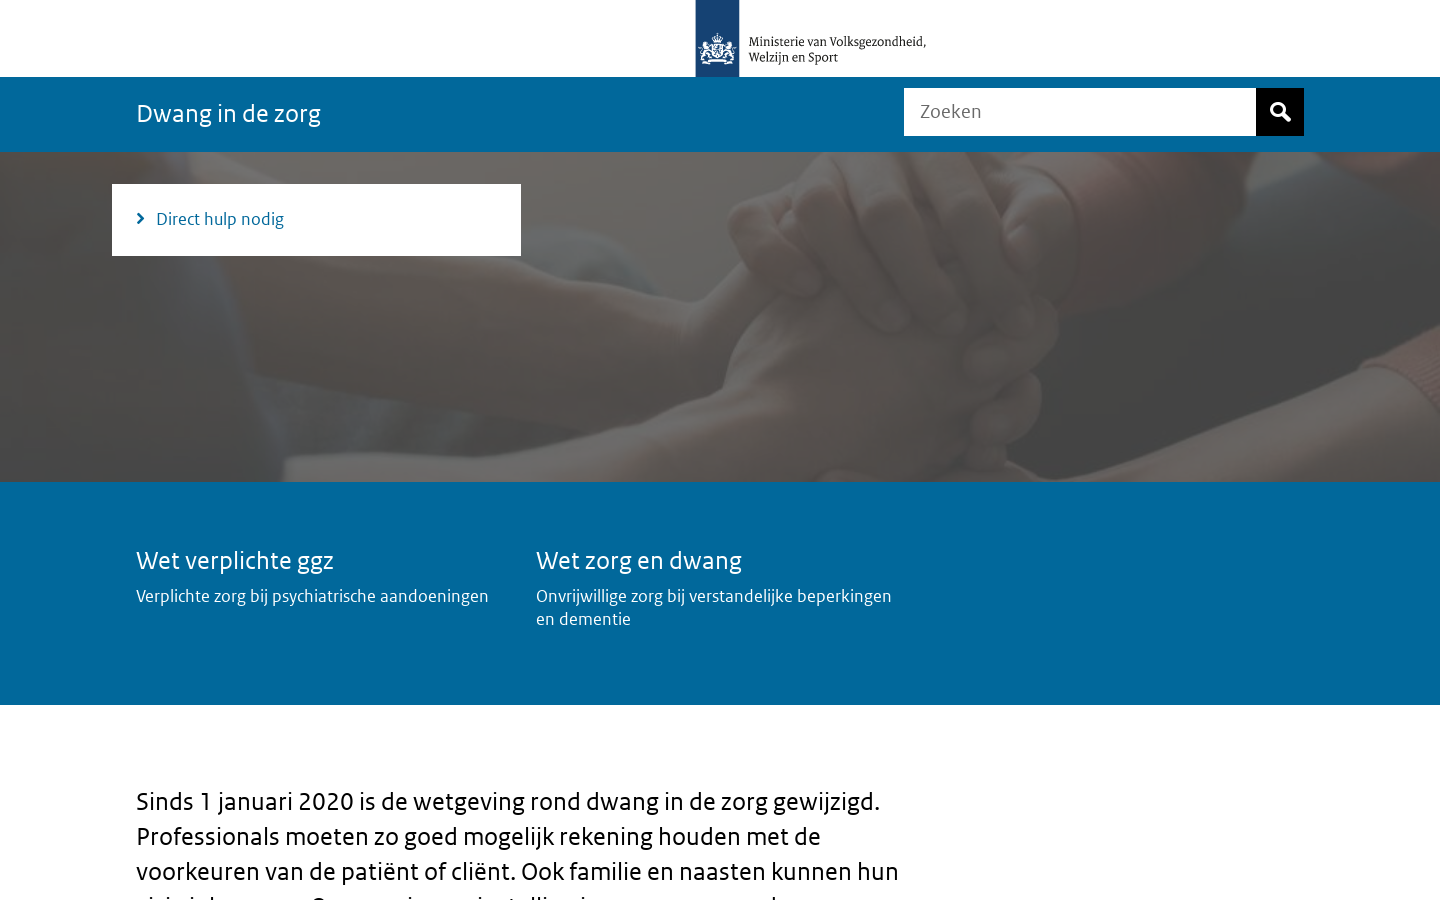 Ministerie van Volksgezondheid,
Welzijn en Sport
Dwang in de zorg
Zoeken
Direct hulp nodig
Wet verplichte ggz
Verplichte zorg bij psychiatrische aandoeningen
Wet zorg en dwang
Onvrijwillige zorg bij verstandelijke beperkingen
en dementie
Sinds 1 januari 2020 is de wetgeving rond dwang in de zorg gewijzigd.
Professionals moeten zo goed mogelijk rekening houden met de
voorkeuren van de patiënt of cliënt. Ook familie en naasten kunnen hun